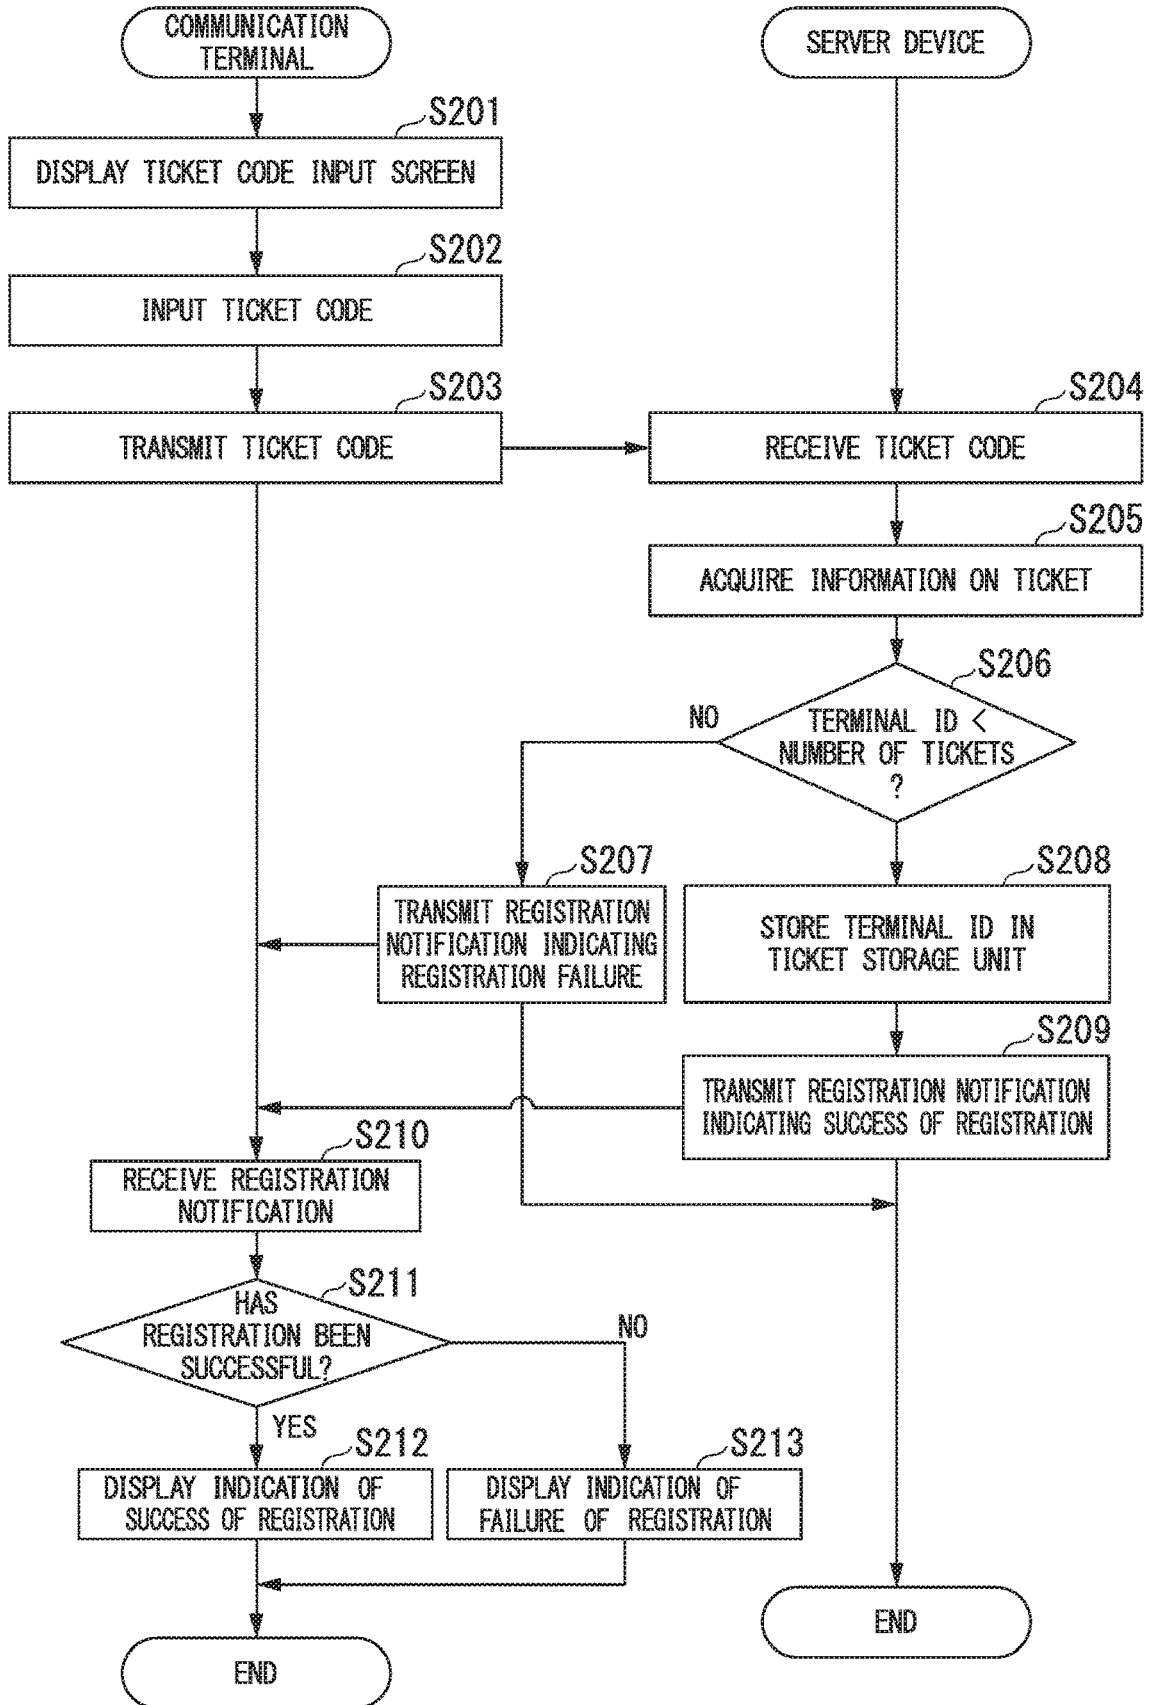 COMMUNICATION
TERMINAL
SERVER DEVICE
S201
DISPLAY TICKET CODE INPUT SCREEN
S202
INPUT TICKET CODE
S203
TRANSMIT TICKET CODE
S204
RECEIVE TICKET CODE
S205
ACQUIRE INFORMATION ON TICKET
S206
TERMINAL ID <
NUMBER OF TICKETS
?
NO
S207
TRANSMIT REGISTRATION
NOTIFICATION INDICATING
REGISTRATION FAILURE
S208
STORE TERMINAL ID IN
TICKET STORAGE UNIT
S209
TRANSMIT REGISTRATION NOTIFICATION
INDICATING SUCCESS OF REGISTRATION
S210
RECEIVE REGISTRATION
NOTIFICATION
S211
HAS
REGISTRATION BEEN
SUCCESSFUL?
NO
YES
S212
DISPLAY INDICATION OF
SUCCESS OF REGISTRATION
S213
DISPLAY INDICATION OF
FAILURE OF REGISTRATION
END
END